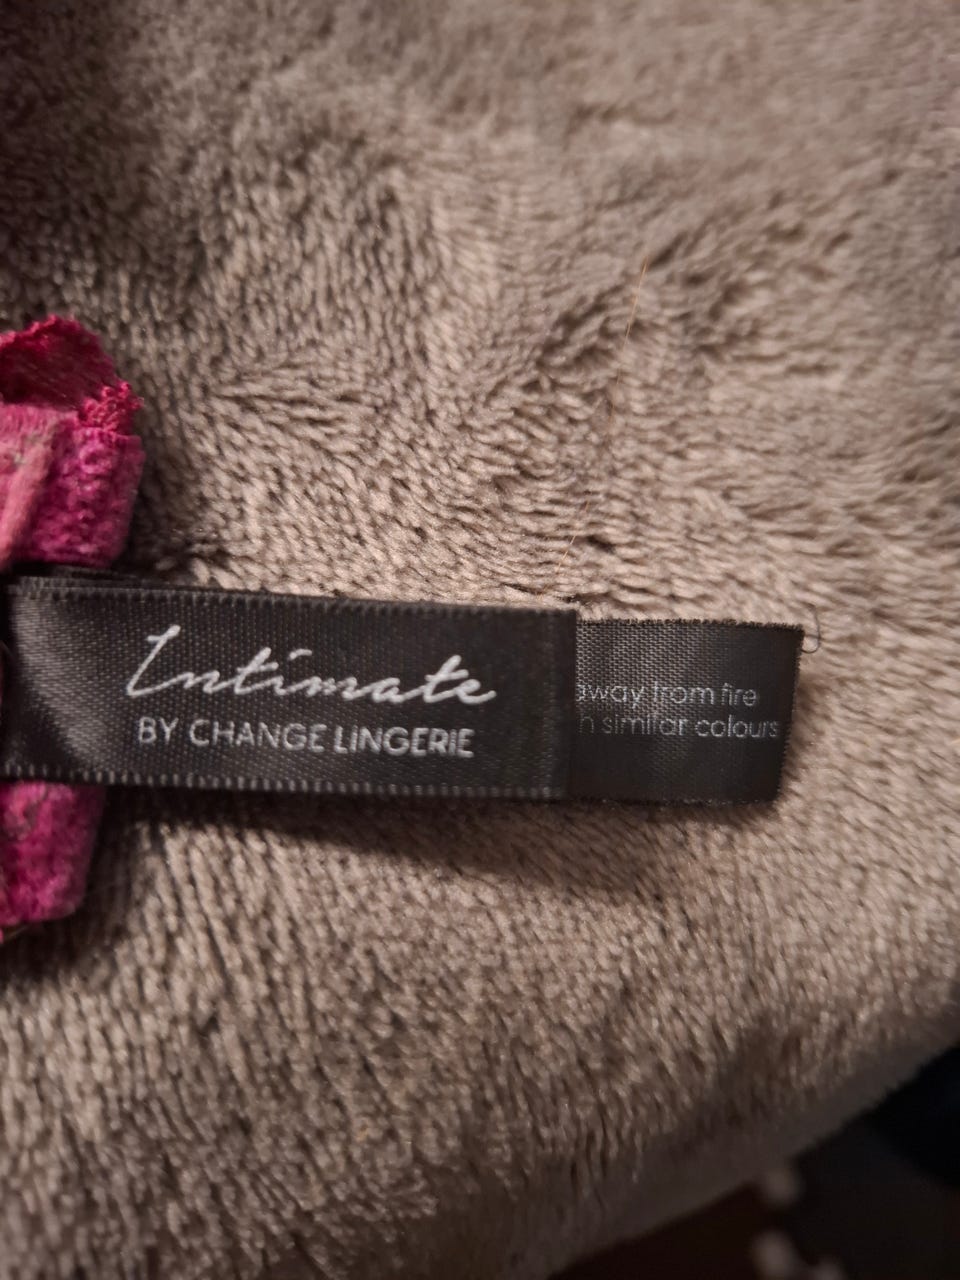 Intimate
BY CHANGE LINGERIE
away from fire
h similar colours